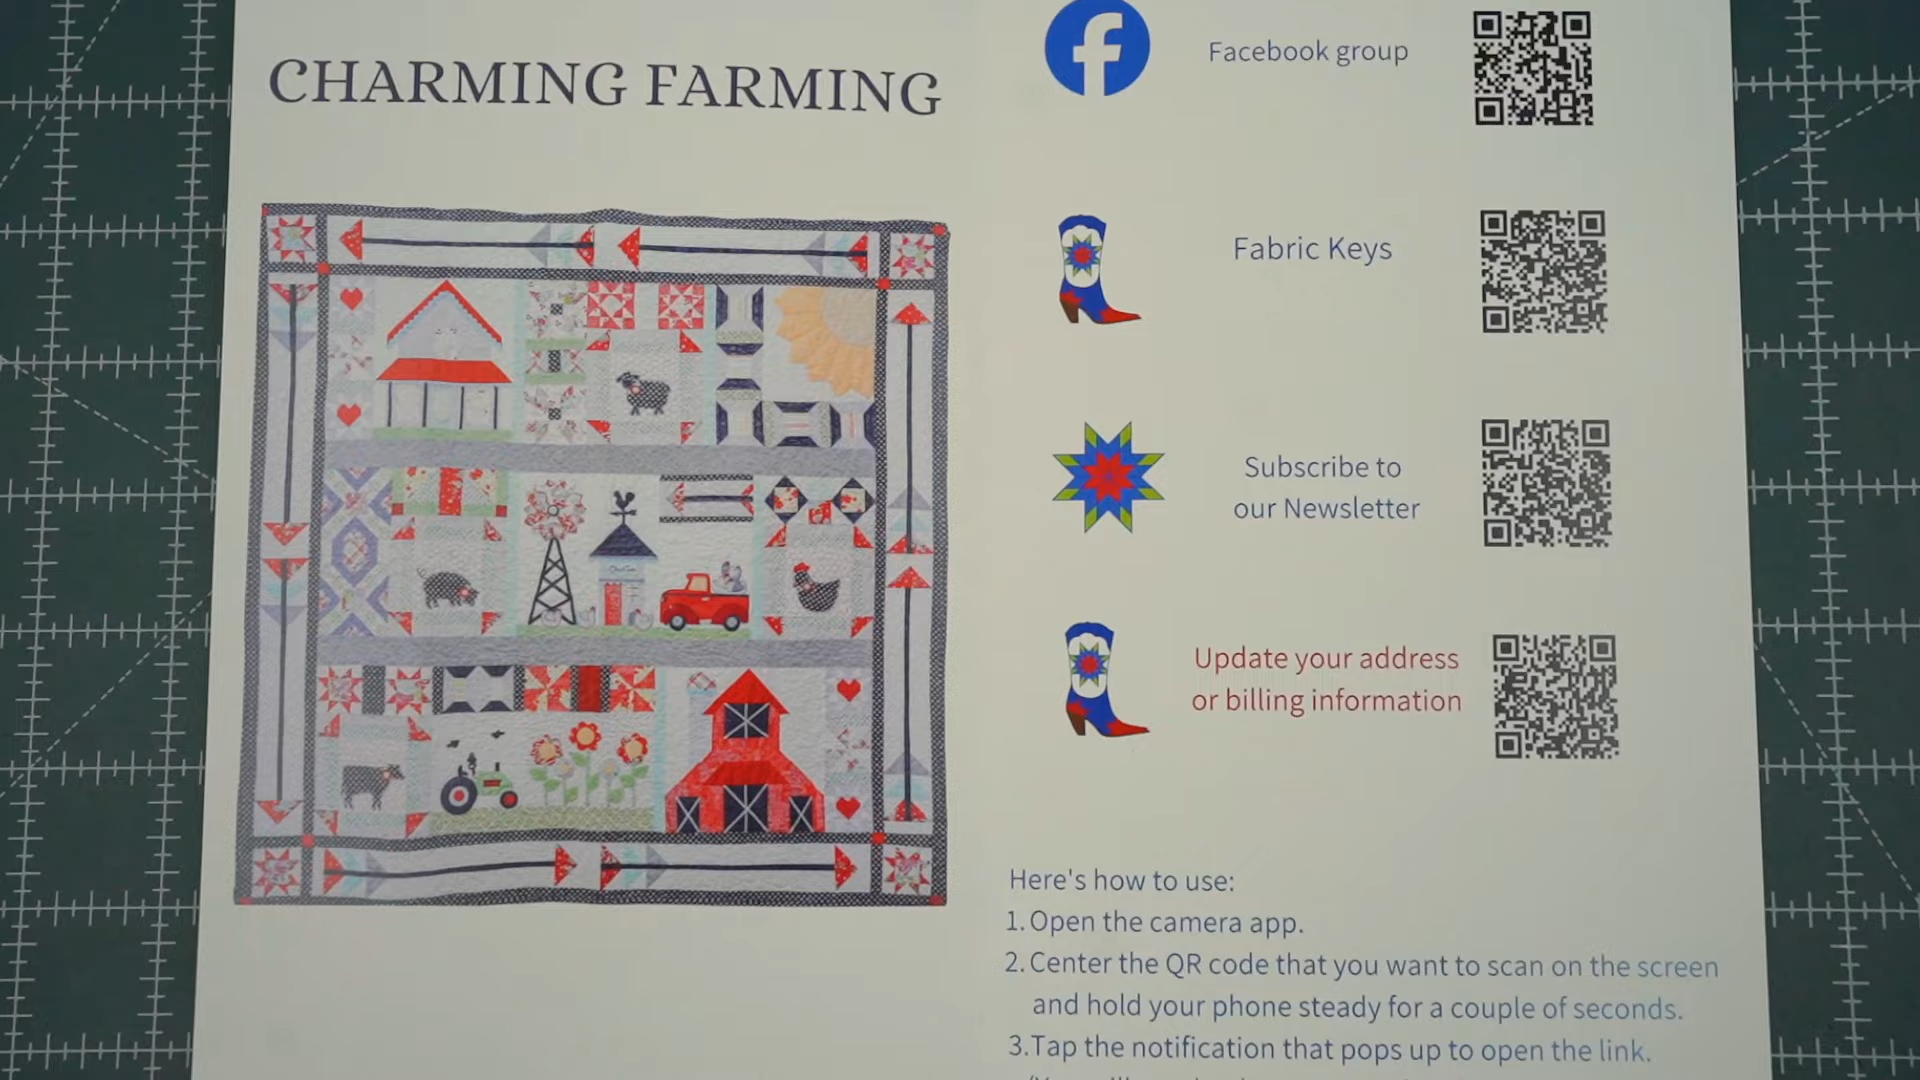 CHARMING FARMING
Facebook group
Fabric Keys
Subscribe to
our Newsletter
Update your address
or billing information
Here's how to use:
1. Open the camera app.
2. Center the QR code that you want to scan on the screen
and hold your phone steady for a couple of seconds.
3. Tap the notification that pops up to open the link.